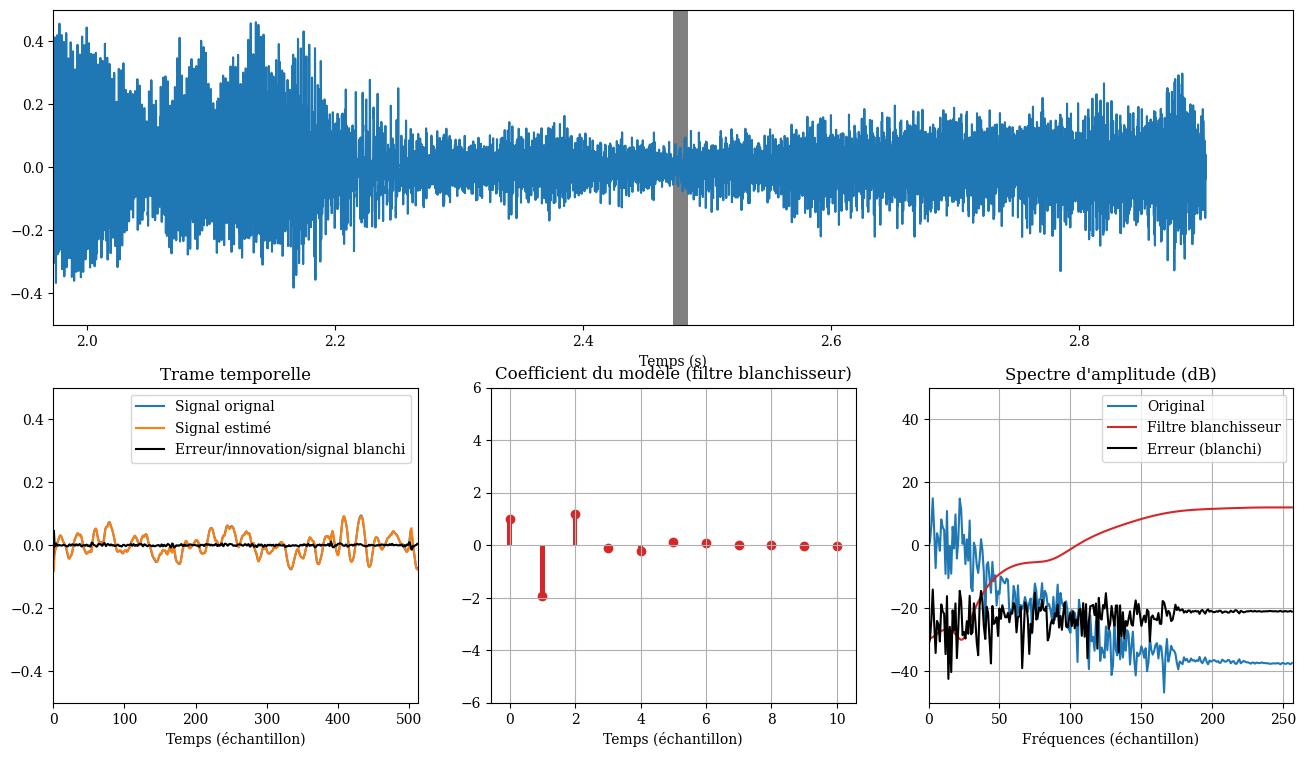 0.4
0.2
0.0
−0.2
−0.4
2.0 2.2 2.4 2.6 2.8
Temps (s)
Trame temporelle
0.4
0.2
0.0
−0.2
−0.4
Signal orignal
Signal estimé
Erreur/innovation/signal blanchi
0 100 200 300 400 500
Temps (échantillon)
Coefficient du modèle (filtre blanchisseur)
6
4
2
0
−2
−4
−6
0 2 4 6 8 10
Temps (échantillon)
Spectre d'amplitude (dB)
40
20
0
−20
−40
Original
Filtre blanchisseur
Erreur (blanchi)
0 50 100 150 200 250
Fréquences (échantillon)